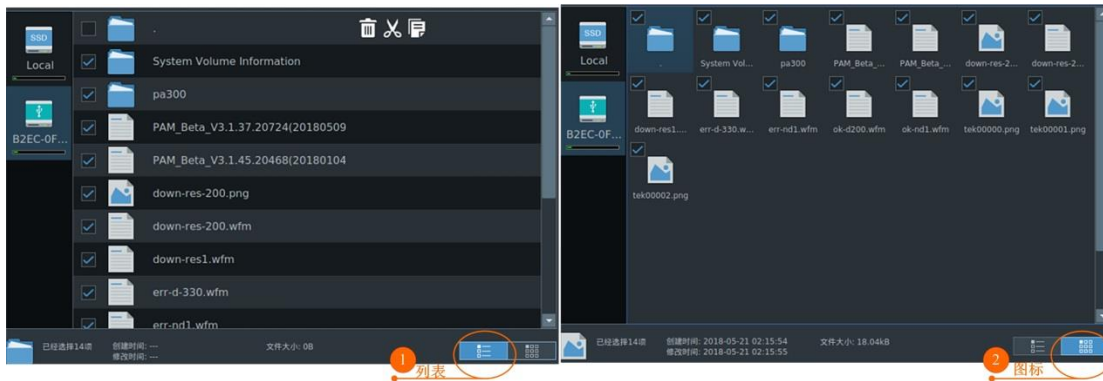 SSD
Local
B2EC-0F...
.
System Volume Information
pa300
PAM_Beta_V3.1.37.20724(20180509
PAM_Beta_V3.1.45.20468(20180104
down-res-200.png
down-res-200.wfm
down-res1.wfm
err-d-330.wfm
err-nd1.wfm
已经选择14项
创建时间: ---
修改时间: ---
文件大小: 0B
1
列表
SSD
Local
B2EC-0F...
. System Vol... pa300 PAM_Beta_... PAM_Beta_... down-res-2... down-res-2...
down-res1.... err-d-330.w... err-nd1.wfm ok-d200.wfm ok-nd1.wfm tek00000.png tek00001.png
tek00002.png
已经选择14项
创建时间: 2018-05-21 02:15:54
修改时间: 2018-05-21 02:15:55
文件大小: 18.04kB
2
图标